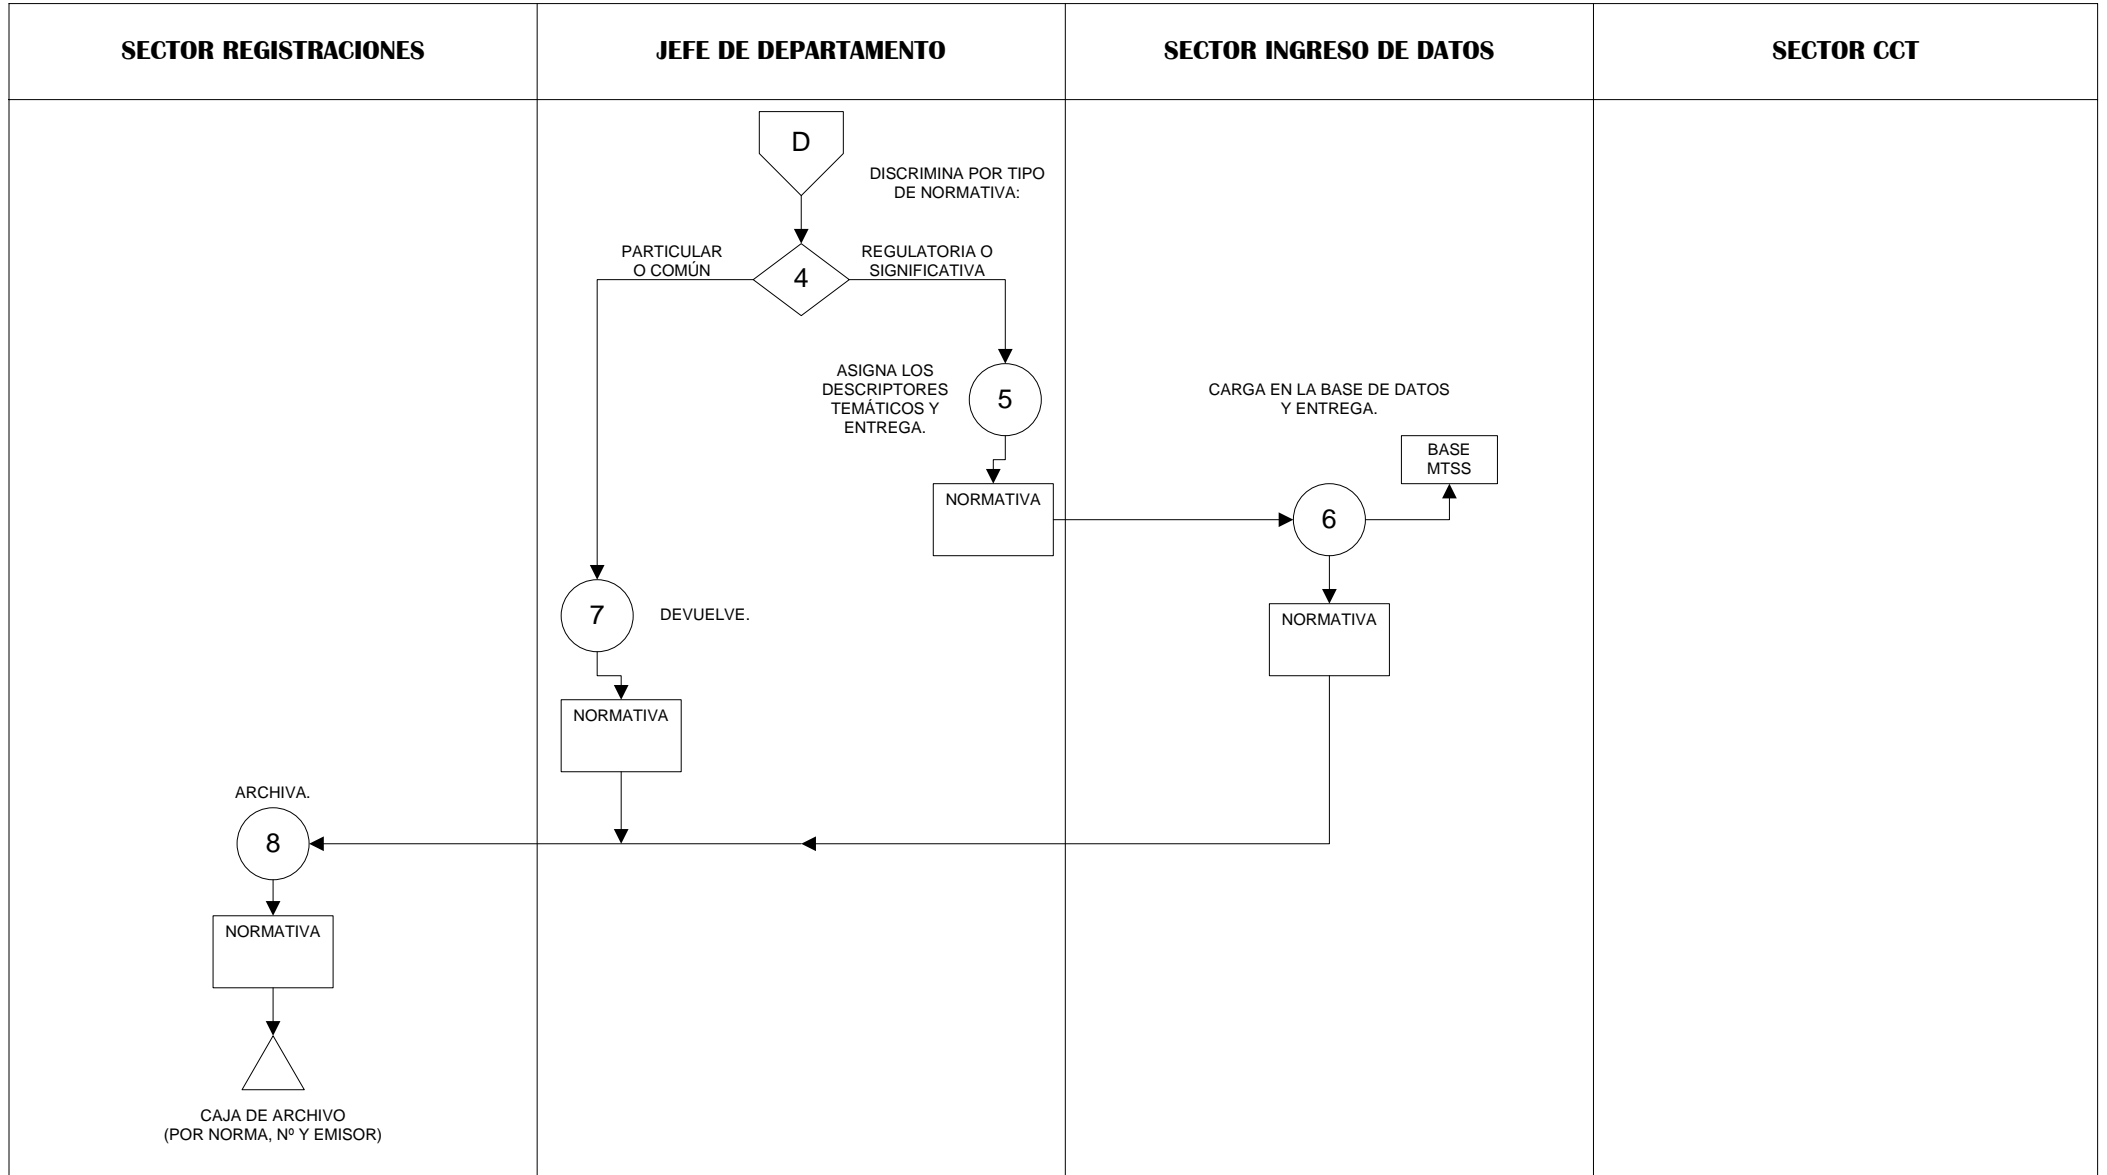 SECTOR REGISTRACIONES
JEFE DE DEPARTAMENTO
SECTOR INGRESO DE DATOS
SECTOR CCT
D
DISCRIMINA POR TIPO
DE NORMATIVA:
PARTICULAR
O COMÚN
4
REGULATORIA O
SIGNIFICATIVA
ASIGNA LOS
DESCRIPTORES
TEMÁTICOS Y
ENTREGA.
5
NORMATIVA
CARGA EN LA BASE DE DATOS
Y ENTREGA.
BASE
MTSS
6
NORMATIVA
7
DEVUELVE.
NORMATIVA
ARCHIVA.
8
NORMATIVA
CAJA DE ARCHIVO
(POR NORMA, Nº Y EMISOR)